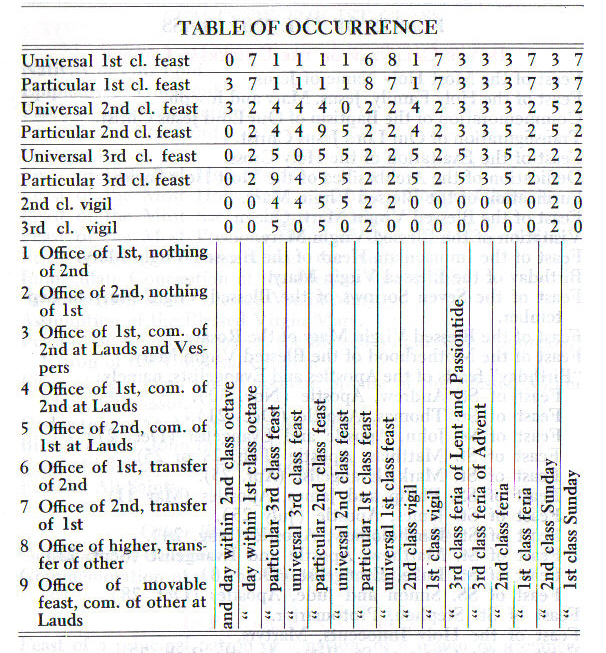 TABLE OF OCCURRENCE
Universal 1st cl. feast 0 7 1 1 1 1 6 8 1 7 3 3 3 7 3 7
Particular 1st cl. feast 3 7 1 1 1 1 8 7 1 7 3 3 3 7 3 7
Universal 2nd cl. feast 3 2 4 4 4 0 2 2 4 2 3 3 3 2 5 2
Particular 2nd cl. feast 0 2 4 4 9 5 2 2 4 2 3 3 3 2 5 2
Universal 3rd cl. feast 0 2 5 0 5 5 2 2 5 2 5 3 5 2 2 2
Particular 3rd cl. feast 0 2 9 4 5 5 2 2 5 2 5 3 5 2 2 2
2nd cl. vigil 0 0 4 4 5 5 2 2 0 0 0 0 0 0 2 0
3rd cl. vigil 0 0 5 0 5 0 2 0 0 0 0 0 0 0 2 0
1 Office of 1st, nothing
of 2nd
2 Office of 2nd, nothing
of 1st
3 Office of 1st, com. of
2nd at Lauds and Ves-
pers
4 Office of 1st, com. of
2nd at Lauds
5 Office of 2nd, com. of
1st at Lauds
6 Office of 1st, transfer
of 2nd
7 Office of 2nd, transfer
of 1st
8 Office of higher, trans-
fer of other
9 Office of movable
feast, com. of other at
Lauds
and day within 2nd class octave
“ day within 1st class octave
“ particular 3rd class feast
“ universal 3rd class feast
“ particular 2nd class feast
“ universal 2nd class feast
“ particular 1st class feast
“ universal 1st class feast
“ 2nd class vigil
“ 1st class vigil
“ 3rd class feria of Lent and Passiontide
“ 3rd class feria of Advent
“ 2nd class feria
“ 1st class feria
“ 2nd class Sunday
“ 1st class Sunday